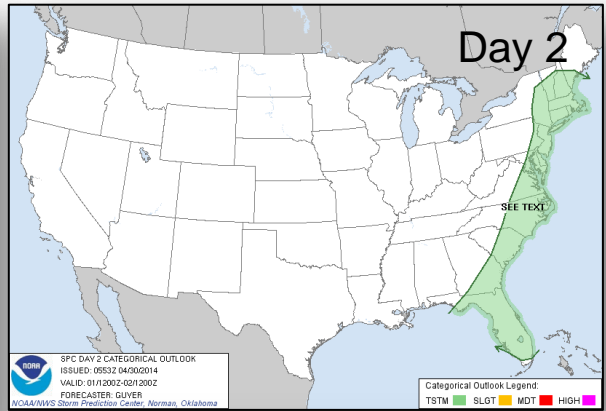 Day 2
SEE TEXT
NOAA
SPC DAY 2 CATEGORICAL OUTLOOK
ISSUED: 0553Z 04/30/2014
VALID: 01/1200Z-02/1200Z
FORECASTER: GUYER
NOAA/NWS Storm Prediction Center, Norman, Oklahoma
Categorical Outlook Legend:
TSTM SLGT MDT HIGH